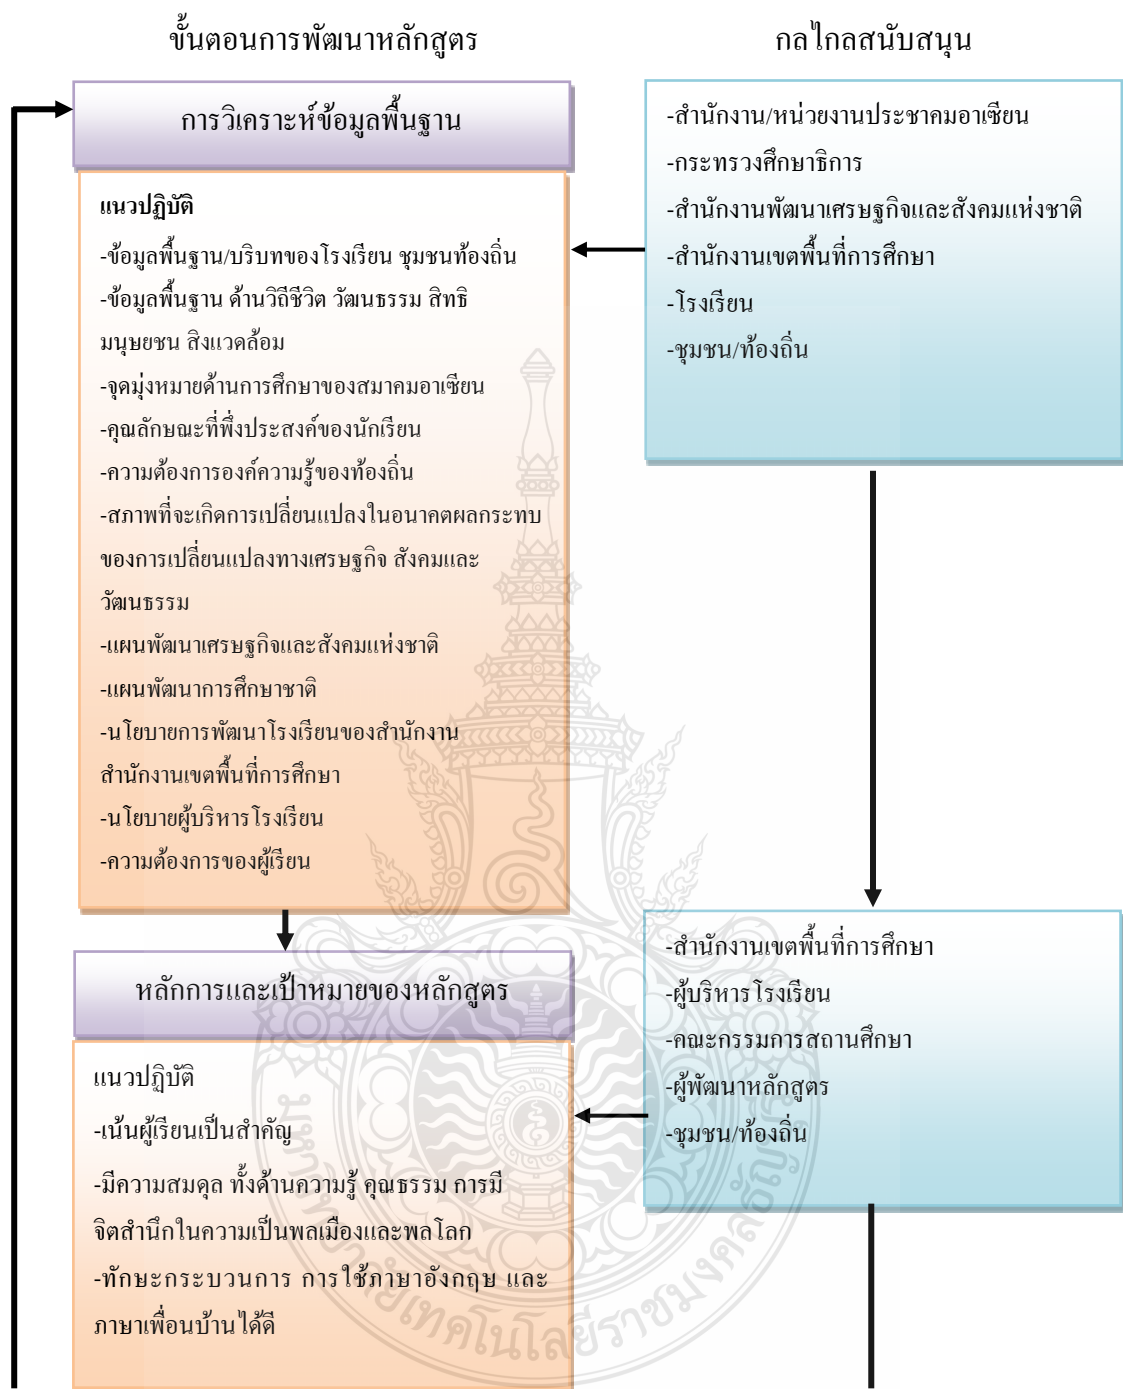 ขั้นตอนการพัฒนาหลักสูตร
กลไกลสนับสนุน
การวิเคราะห์ข้อมูลพื้นฐาน
แนวปฏิบัติ
-ข้อมูลพื้นฐาน/บริบทของโรงเรียน ชุมชนท้องถิ่น
-ข้อมูลพื้นฐาน ด้านวิถีชีวิต วัฒนธรรม สิทธิ
มนุษยชน สิงแวดล้อม
-จุดมุ่งหมายด้านการศึกษาของสมาคมอาเซียน
-คุณลักษณะที่พึ่งประสงค์ของนักเรียน
-ความต้องการองค์ความรู้ของท้องถิ่น
-สภาพที่จะเกิดการเปลี่ยนแปลงในอนาคตผลกระทบ
ของการเปลี่ยนแปลงทางเศรษฐกิจ สังคมและ
วัฒนธรรม
-แผนพัฒนาเศรษฐกิจและสังคมแห่งชาติ
-แผนพัฒนาการศึกษาชาติ
-นโยบายการพัฒนาโรงเรียนของสำนักงาน
สำนักงานเขตพื้นที่การศึกษา
-นโยบายผู้บริหารโรงเรียน
-ความต้องการของผู้เรียน
-สำนักงาน/หน่วยงานประชาคมอาเซียน
-กระทรวงศึกษาธิการ
-สำนักงานพัฒนาเศรษฐกิจและสังคมแห่งชาติ
-สำนักงานเขตพื้นที่การศึกษา
-โรงเรียน
-ชุมชน/ท้องถิ่น
หลักการและเป้าหมายของหลักสูตร
แนวปฏิบัติ
-เน้นผู้เรียนเป็นสำคัญ
-มีความสมดุล ทั้งด้านความรู้ คุณธรรม การมี
จิตสำนึกในความเป็นพลเมืองและพลโลก
-ทักษะกระบวนการ การใช้ภาษาอังกฤษ และ
ภาษาเพื่อนบ้านได้ดี
-สำนักงานเขตพื้นที่การศึกษา
-ผู้บริหารโรงเรียน
-คณะกรรมการสถานศึกษา
-ผู้พัฒนาหลักสูตร
-ชุมชน/ท้องถิ่น
มหาวิทยาลัยเทคโนโลยีราชมงคลธัญบุรี